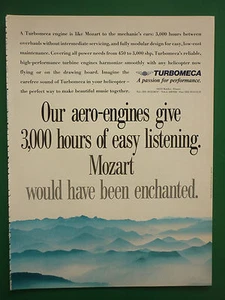 A Turbomeca engine is like Mozart to the mechanic's ears: 3,000 hours between
overhauls without intermediate servicing, and fully modular design for easy, low-cost
maintenance. Covering all power needs from 450 to 3,000 shp, Turbomeca's reliable,
high-performance turbine engines harmonize smoothly with any helicopter now
flying or on the drawing board. Imagine the
carefree sound of Turbomeca in your helicopter -
the perfect way to make beautiful music together.
TURBOMECA
A passion for performance.
Our aero-engines give
3,000 hours of easy listening.
Mozart
would have been enchanted.